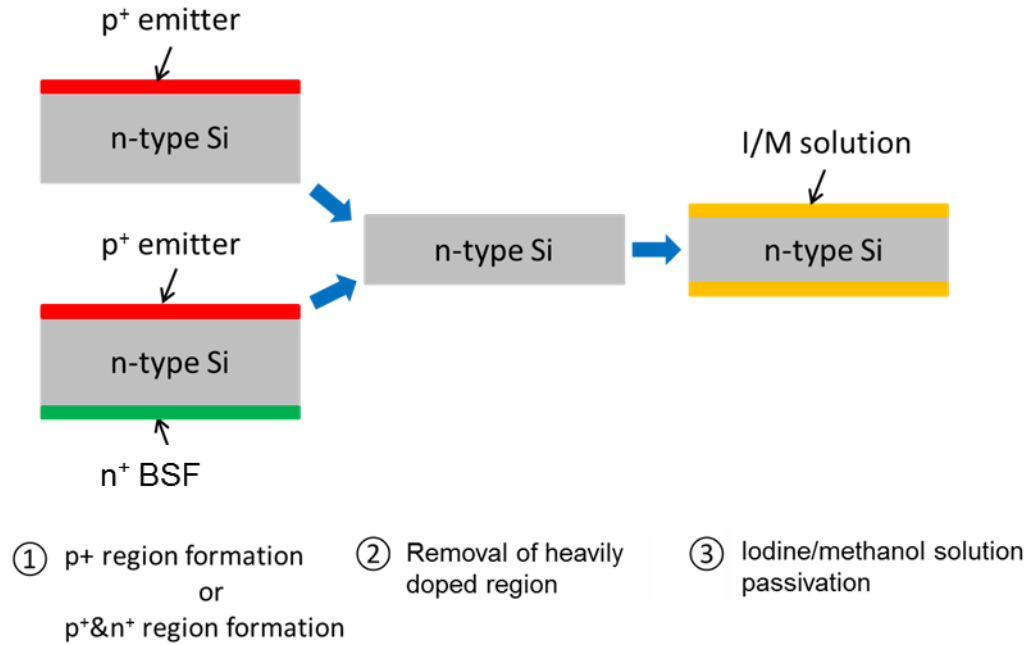 p⁺ emitter
n-type Si
p⁺ emitter
n-type Si
n⁺ BSF
n-type Si
I/M solution
n-type Si
① p+ region formation
or
p⁺&n⁺ region formation
② Removal of heavily
doped region
③ Iodine/methanol solution
passivation